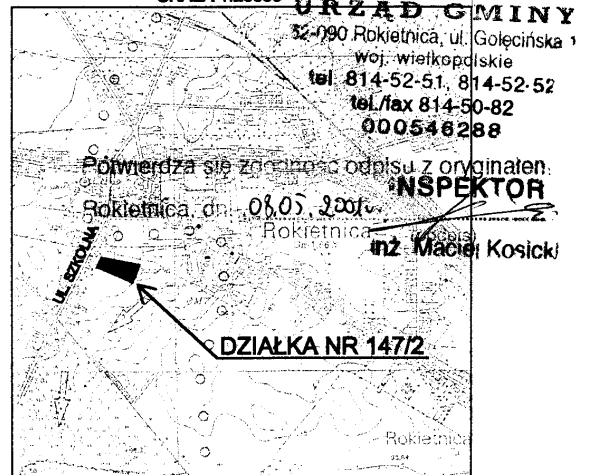 URZĄD GMINY
62-090 Rokietnica, ul. Golęcińska 1
woj. wielkopolskie
tel. 814-52-51, 814-52-52
tel./fax 814-50-82
000546288
Potwierdza się zgodność odpisu z oryginałem.
INSPEKTOR
Rokietnica, dn. 08.05.2001r.
Rokietnica
inż. Maciej Kosicki
UL. SZKOLNA
DZIAŁKA NR 147/2
Rokietnica